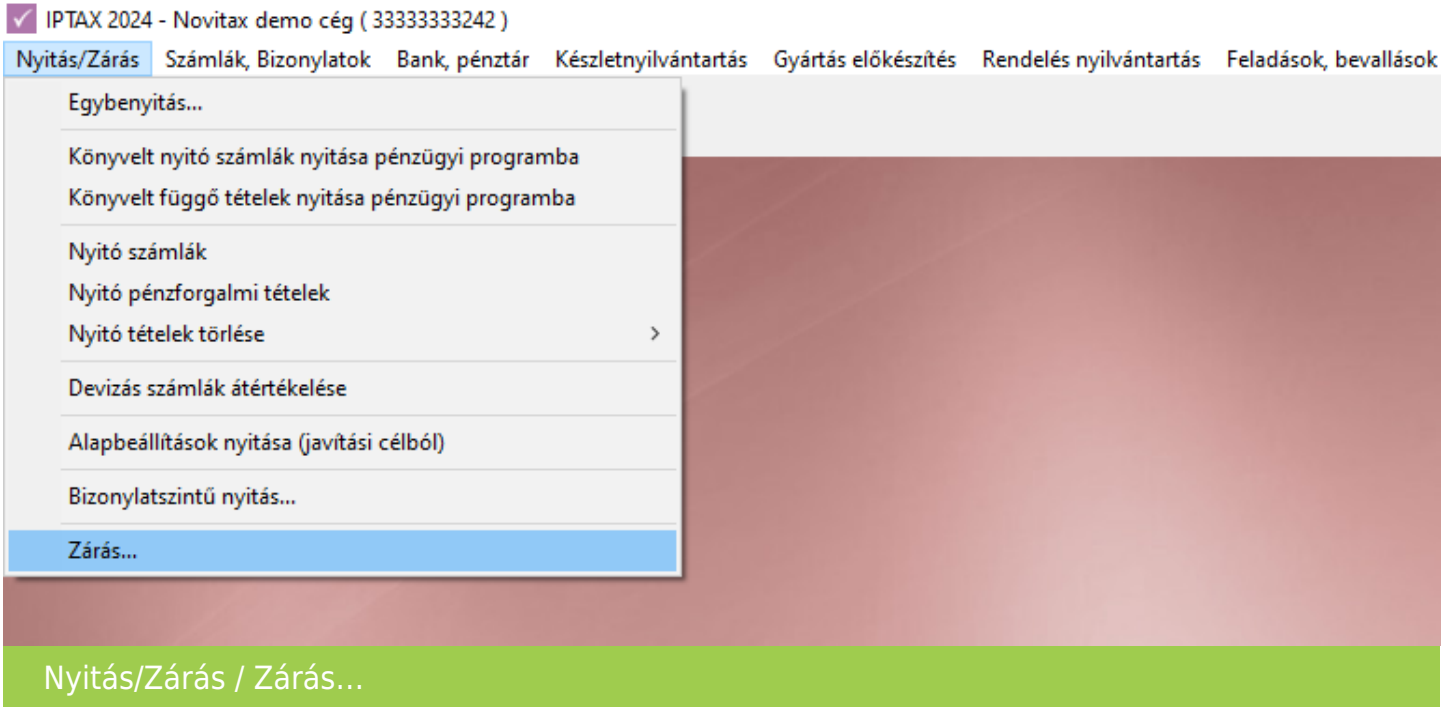 IPTAX 2024 - Novitax demo cég ( 33333333242 )
Nyitás/Zárás Számlák, Bizonylatok Bank, pénztár Készletnyilvántartás Gyártás előkészítés Rendelés nyilvántartás Feladások, bevallások
Egybenyitás...
Könyvelt nyitó számlák nyitása pénzügyi programba
Könyvelt függő tételek nyitása pénzügyi programba
Nyitó számlák
Nyitó pénzforgalmi tételek
Nyitó tételek törlése
Devizás számlák átértékelése
Alapbeállítások nyitása (javítási célból)
Bizonylatszintű nyitás...
Zárás...
Nyitás/Zárás / Zárás...